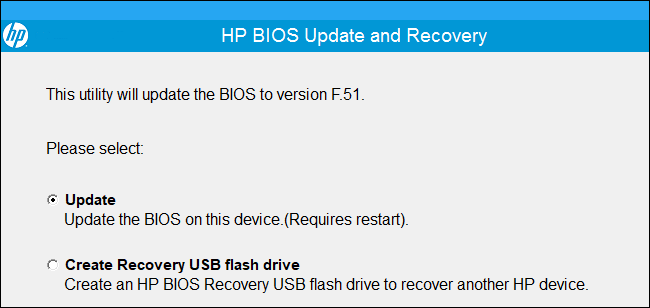 hp
HP BIOS Update and Recovery
This utility will update the BIOS to version F.51.
Please select:
Update
Update the BIOS on this device.(Requires restart).
Create Recovery USB flash drive
Create an HP BIOS Recovery USB flash drive to recover another HP device.